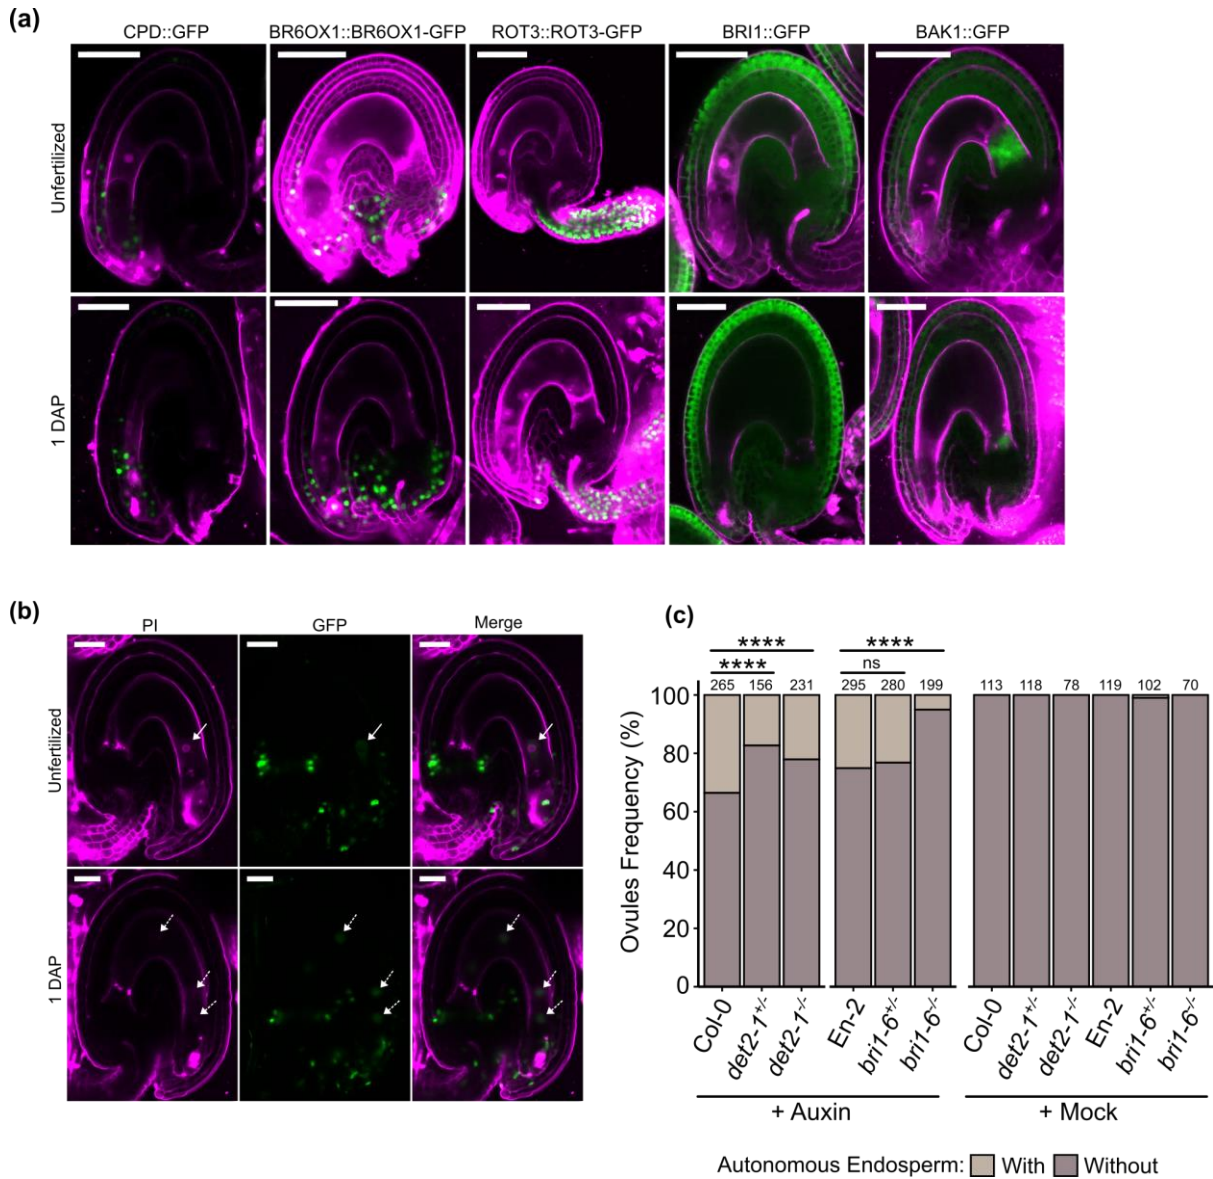 (a)
CPD::GFP BR6OX1::BR6OX1-GFP ROT3::ROT3-GFP BRI1::GFP BAK1::GFP
Unfertilized
1 DAP
(b)
PI GFP Merge
Unfertilized
1 DAP
(c)
**** ****
**** ns
265 156 231 295 280 199 113 118 78 119 102 70
Ovules Frequency (%)
100
80
60
40
20
0
Col-0 det2-1+/- det2-1-/- En-2 bri1-6+/- bri1-6-/- Col-0 det2-1+/- det2-1-/- En-2 bri1-6+/- bri1-6-/-
+ Auxin + Mock
Autonomous Endosperm: With Without